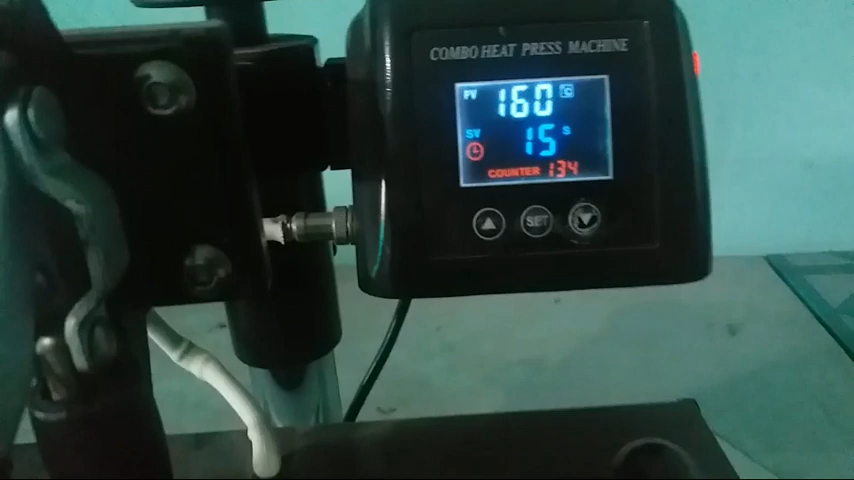 COMBO HEAT PRESS MACHINE
PV 160 °C
SV 15 S
COUNTER 134
SET